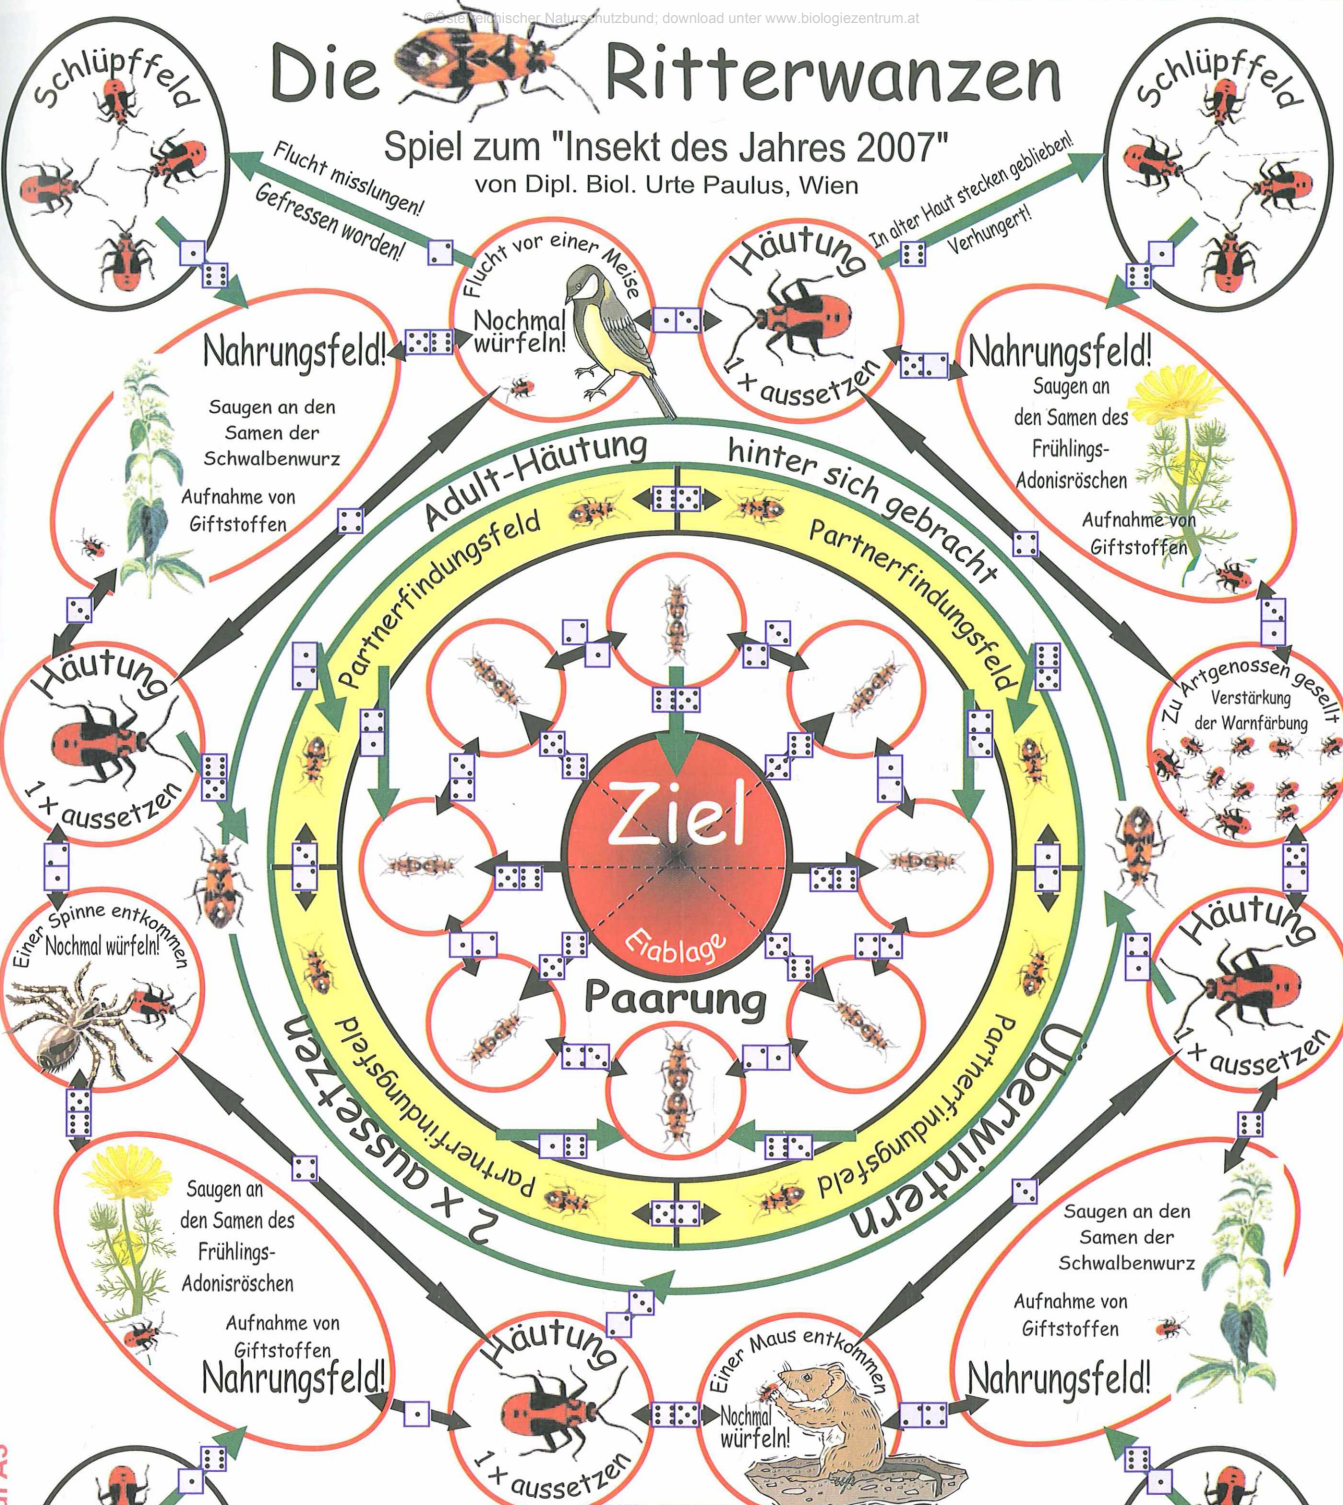 ©Österreichischer Naturschutzbund; download unter www.biologiezentrum.at
Die Ritterwanzen
Spiel zum "Insekt des Jahres 2007"
von Dipl. Biol. Urte Paulus, Wien
Schlüpffeld
Schlüpffeld
Flucht misslungen!
Gefressen worden!
In alter Haut stecken geblieben!
Verhungert!
Flucht vor einer Meise
Nochmal
würfeln!
Häutung
1 x aussetzen
Nahrungsfeld!
Saugen an den
Samen der
Schwalbenwurz
Aufnahme von
Giftstoffen
Nahrungsfeld!
Saugen an
den Samen des
Frühlings-
Adonisröschen
Aufnahme von
Giftstoffen
Adult-Häutung hinter sich gebracht
Partnerfindungsfeld
Partnerfindungsfeld
Häutung
1 x aussetzen
Zu Artgenossen gesellt
Verstärkung
der Warnfärbung
Ziel
Eiablage
Paarung
Einer Spinne entkommen
Nochmal würfeln!
Häutung
1 x aussetzen
Partnerfindungsfeld
Partnerfindungsfeld
2 x aussetzen
Überwintern
Saugen an
den Samen des
Frühlings-
Adonisröschen
Aufnahme von
Giftstoffen
Nahrungsfeld!
Saugen an den
Samen der
Schwalbenwurz
Aufnahme von
Giftstoffen
Nahrungsfeld!
Häutung
1 x aussetzen
Einer Maus entkommen
Nochmal
würfeln!